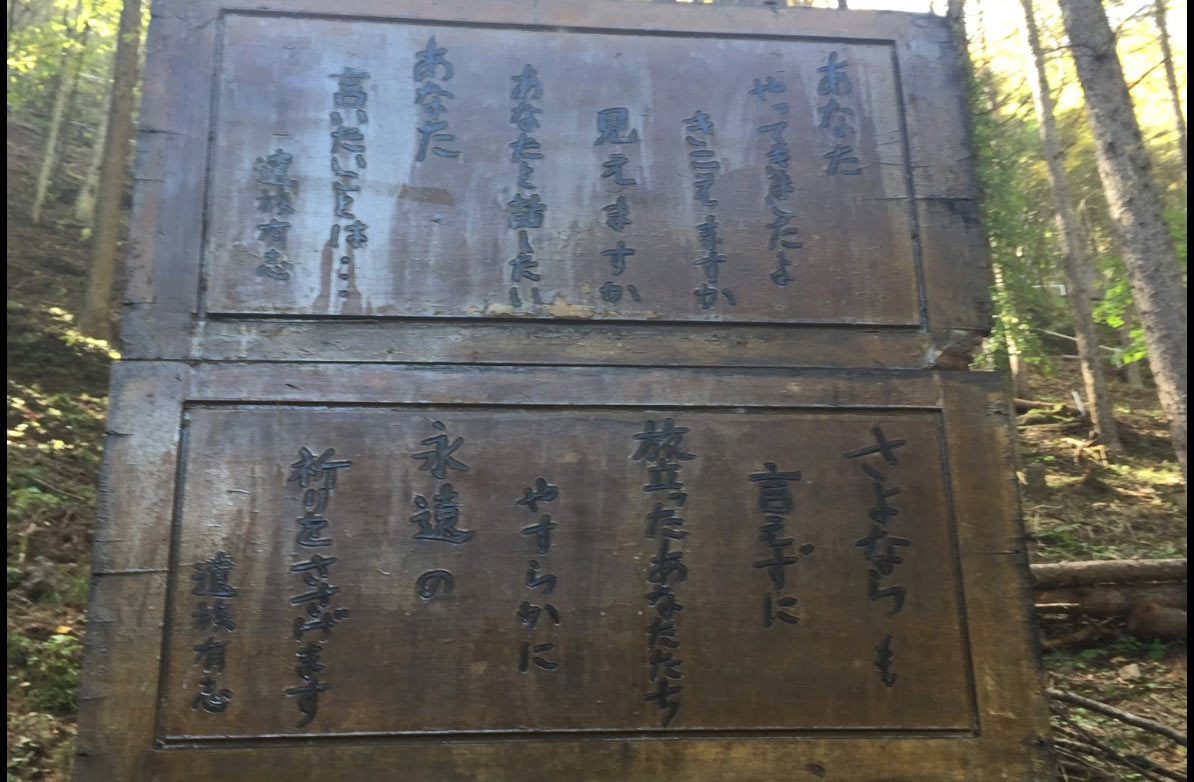 あなた
やってきましたよ
きこえますか
見えますか
あなたと話したい
あなた
言いたいことは…
遺族有志
さよならも
言えずに
旅立ったあなたたち
やすらかに
永遠の
祈りをささげます
遺族有志